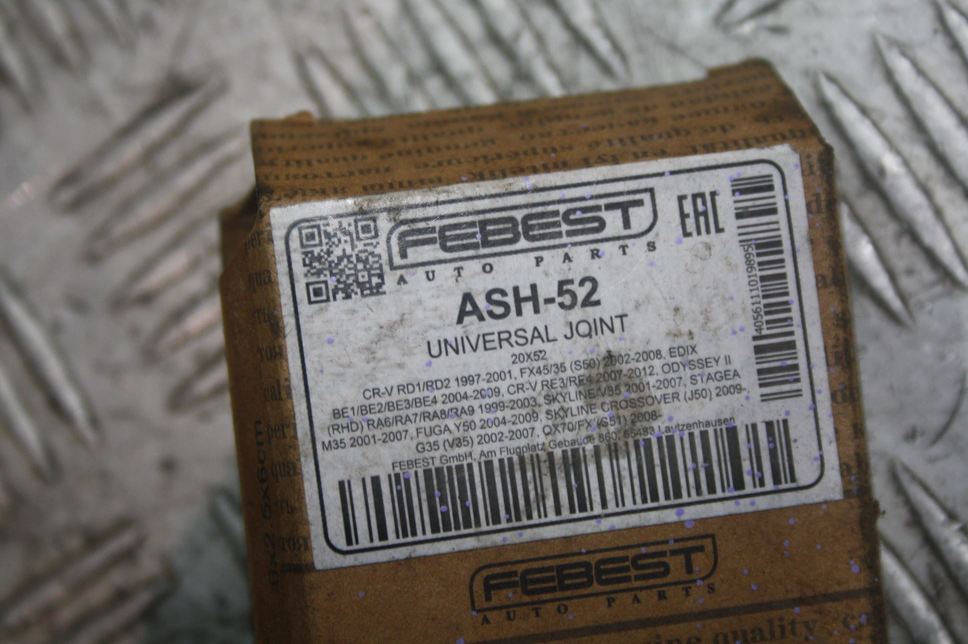 FEBEST
AUTO PARTS
EAC
ASH-52
UNIVERSAL JOINT
20X52
CR-V RD1/RD2 1997-2001, FX45/35 (S50) 2002-2008, EDIX
BE1/BE2/BE3/BE4 2004-2009, CR-V RE3/RE4 2007-2012, ODYSSEY II
(RHD) RA6/RA7/RA8/RA9 1999-2003, SKYLINE V35 2001-2007, STAGEA
M35 2001-2007, FUGA Y50 2004-2009, SKYLINE CROSSOVER (J50) 2009-
G35 (V35) 2002-2007, QX70/FX (S51) 2008-
FEBEST GmbH, Am Flugplatz Gebaude 860, 55483 Lautzenhausen
4056111019895
FEBEST
AUTO PARTS
quality